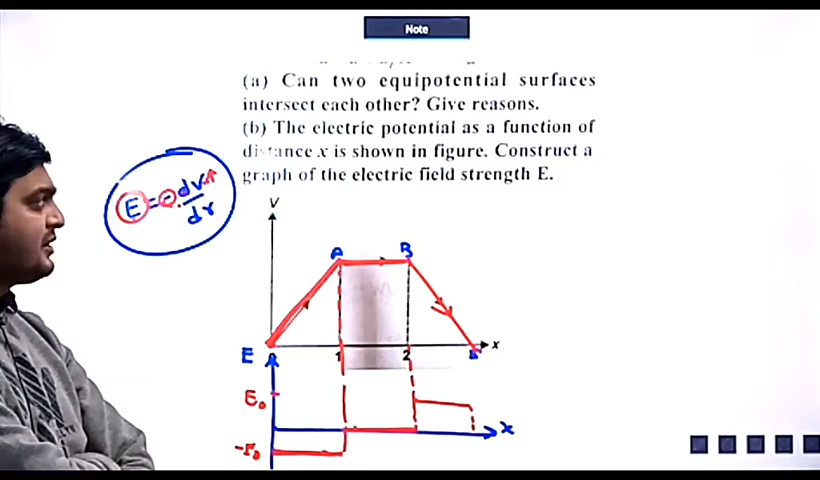 Note
(a) Can two equipotential surfaces
intersect each other? Give reasons.
(b) The electric potential as a function of
distance x is shown in figure. Construct a
graph of the electric field strength E.
E = - dV↑
dr
V
A B
x
E
1 2
E₀
x
-E₀